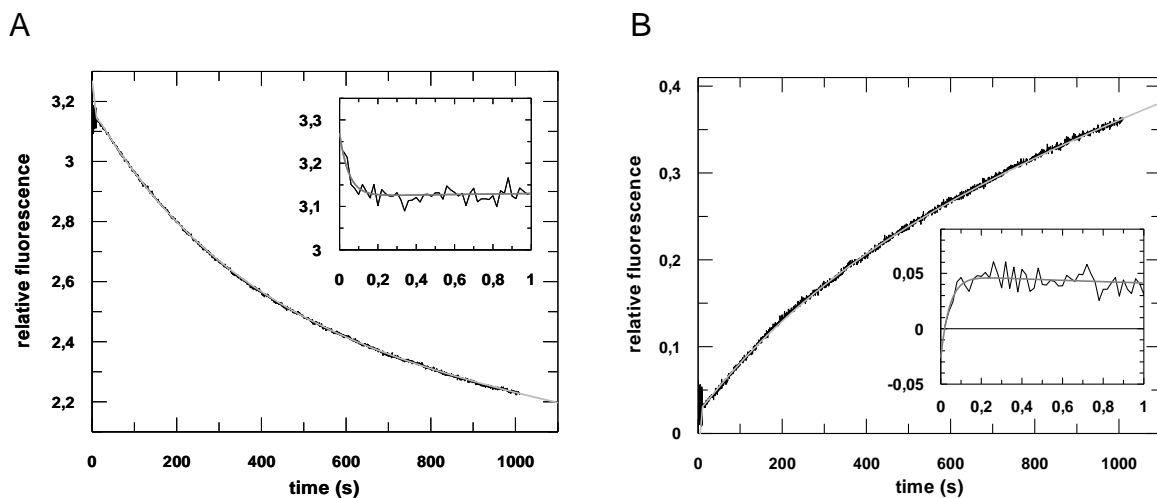 A
B
3,2
3
2,8
2,6
2,4
2,2
relative fluorescence
0 200 400 600 800 1000
time (s)
3,3
3,2
3,1
3
0 0,2 0,4 0,6 0,8 1
0,4
0,3
0,2
0,1
0
relative fluorescence
0 200 400 600 800 1000
time (s)
0,05
0
-0,05
0 0,2 0,4 0,6 0,8 1